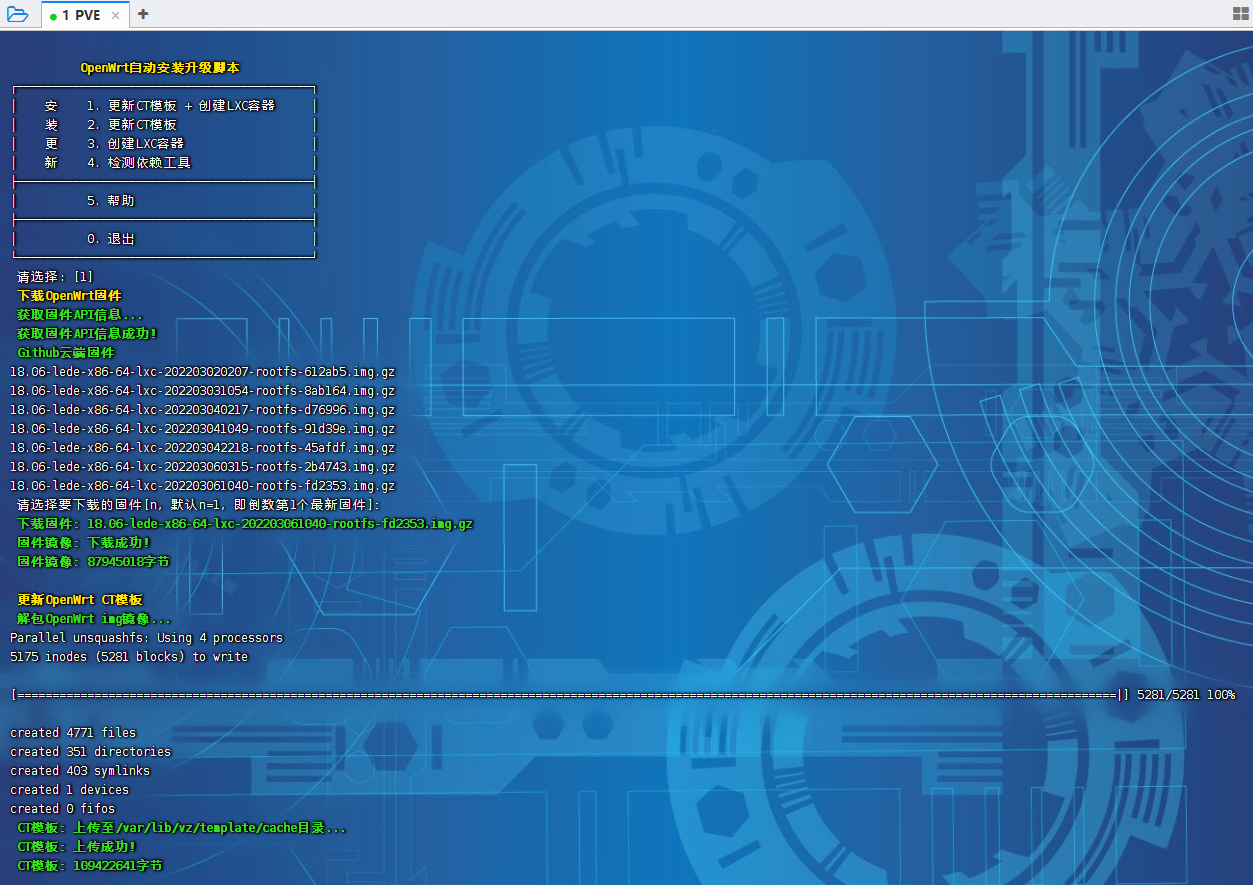 1 PVE
OpenWrt自动安装升级脚本
安 1. 更新CT模板 + 创建LXC容器
装 2. 更新CT模板
更 3. 创建LXC容器
新 4. 检测依赖工具
5. 帮助
0. 退出
请选择: [1]
下载OpenWrt固件
获取固件API信息...
获取固件API信息成功!
Github云端固件
18.06-lede-x86-64-lxc-202203020207-rootfs-612ab5.img.gz
18.06-lede-x86-64-lxc-202203031054-rootfs-8ab164.img.gz
18.06-lede-x86-64-lxc-202203040217-rootfs-d76996.img.gz
18.06-lede-x86-64-lxc-202203041049-rootfs-91d39e.img.gz
18.06-lede-x86-64-lxc-202203042218-rootfs-45afdf.img.gz
18.06-lede-x86-64-lxc-202203060315-rootfs-2b4743.img.gz
18.06-lede-x86-64-lxc-202203061040-rootfs-fd2353.img.gz
请选择要下载的固件[n, 默认n=1, 即倒数第1个最新固件]:
下载固件: 18.06-lede-x86-64-lxc-202203061040-rootfs-fd2353.img.gz
固件镜像: 下载成功!
固件镜像: 87945018字节
更新OpenWrt CT模板
解包OpenWrt img镜像...
Parallel unsquashfs: Using 4 processors
5175 inodes (5281 blocks) to write
[=============================================================================================================================================================|] 5281/5281 100%
created 4771 files
created 351 directories
created 403 symlinks
created 1 devices
created 0 fifos
CT模板: 上传至/var/lib/vz/template/cache目录...
CT模板: 上传成功!
CT模板: 109422641字节